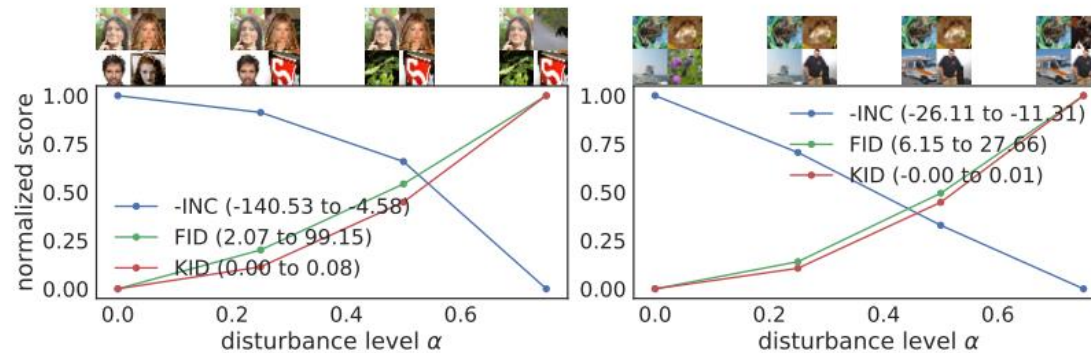 1.00
0.75
0.50
0.25
0.00
normalized score
-INC (-140.53 to -4.58)
FID (2.07 to 99.15)
KID (0.00 to 0.08)
0.0 0.2 0.4 0.6
disturbance level α
1.00
0.75
0.50
0.25
0.00
-INC (-26.11 to -11.31)
FID (6.15 to 27.66)
KID (-0.00 to 0.01)
0.0 0.2 0.4 0.6
disturbance level α